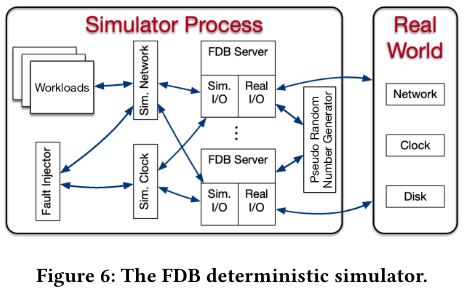 Simulator Process
Real
World
Workloads
Sim. Network
FDB Server
Sim.
I/O
Real
I/O
Network
Pseudo Random
Number Generator
Clock
Fault Injector
Sim. Clock
FDB Server
Sim.
I/O
Real
I/O
Disk
Figure 6: The FDB deterministic simulator.